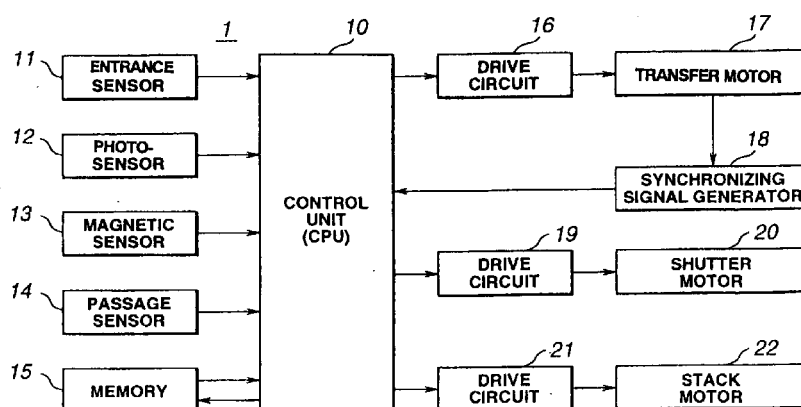 1
10
16
17
11
ENTRANCE
SENSOR
DRIVE
CIRCUIT
TRANSFER MOTOR
12
PHOTO-
SENSOR
18
SYNCHRONIZING
SIGNAL GENERATOR
13
MAGNETIC
SENSOR
CONTROL
UNIT
(CPU)
19
DRIVE
CIRCUIT
20
SHUTTER
MOTOR
14
PASSAGE
SENSOR
15
MEMORY
21
DRIVE
CIRCUIT
22
STACK
MOTOR